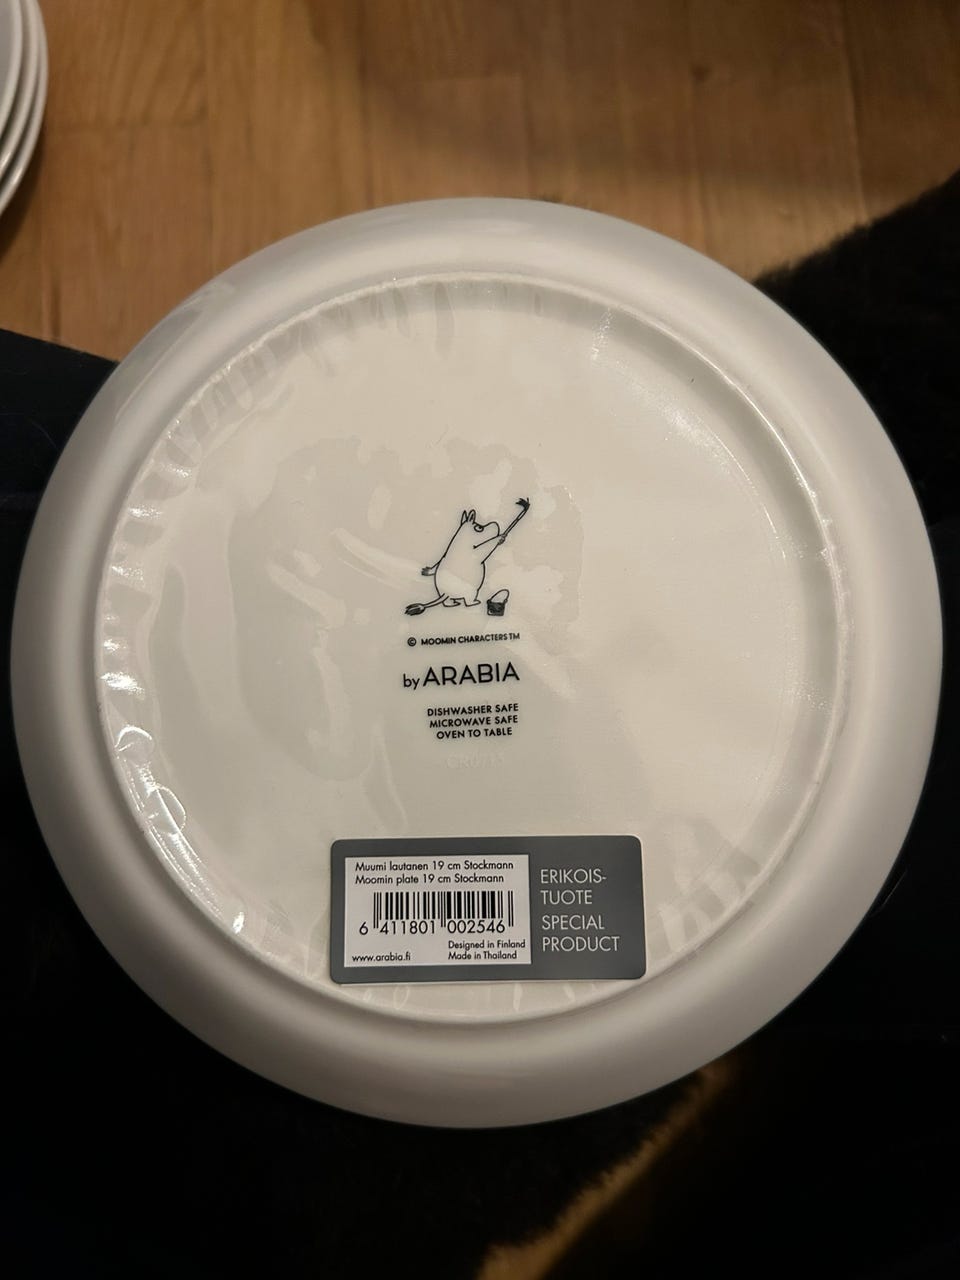 © MOOMIN CHARACTERS TM
by ARABIA
DISHWASHER SAFE
MICROWAVE SAFE
OVEN TO TABLE
Muumi lautanen 19 cm Stockmann
Moomin plate 19 cm Stockmann
6 411801 002546
Designed in Finland
www.arabia.fi Made in Thailand
ERIKOIS-
TUOTE
SPECIAL
PRODUCT